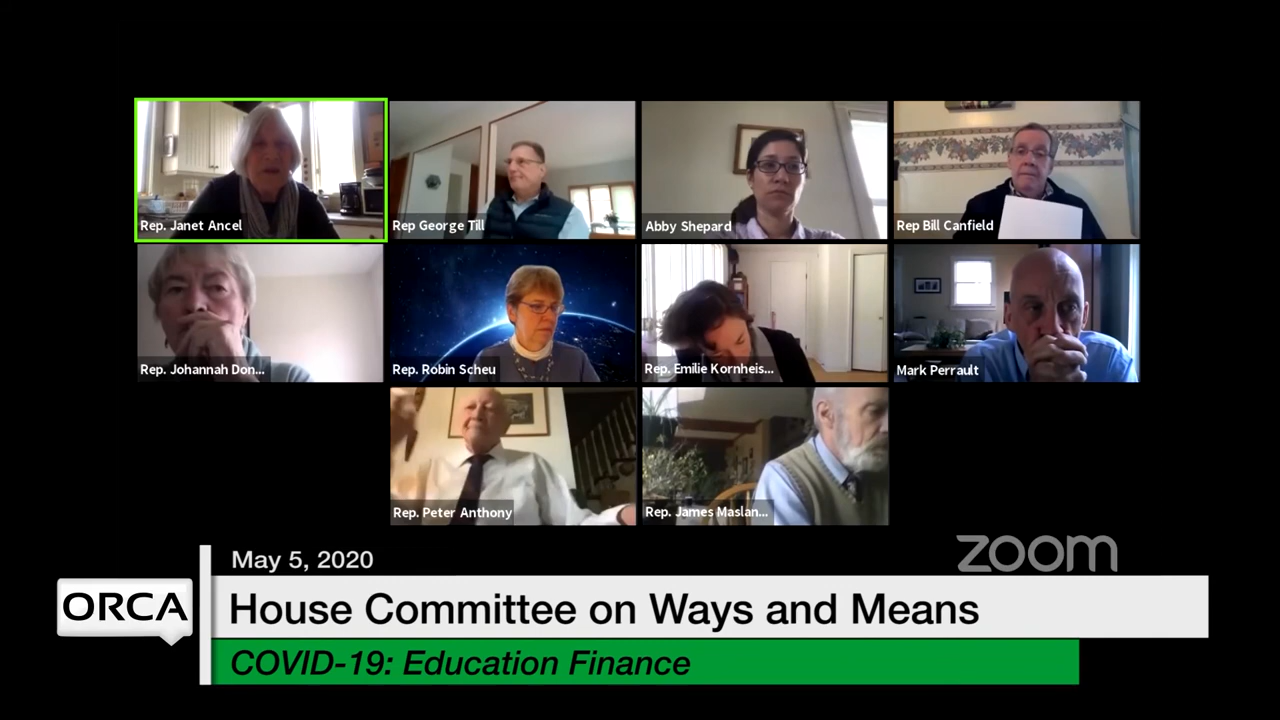 Rep. Janet Ancel
Rep George Till
Abby Shepard
Rep Bill Canfield
Rep. Johannah Don...
Rep. Robin Scheu
Rep. Emilie Kornheis...
Mark Perrault
Rep. Peter Anthony
Rep. James Maslan...
zoom
May 5, 2020
ORCA
House Committee on Ways and Means
COVID-19: Education Finance